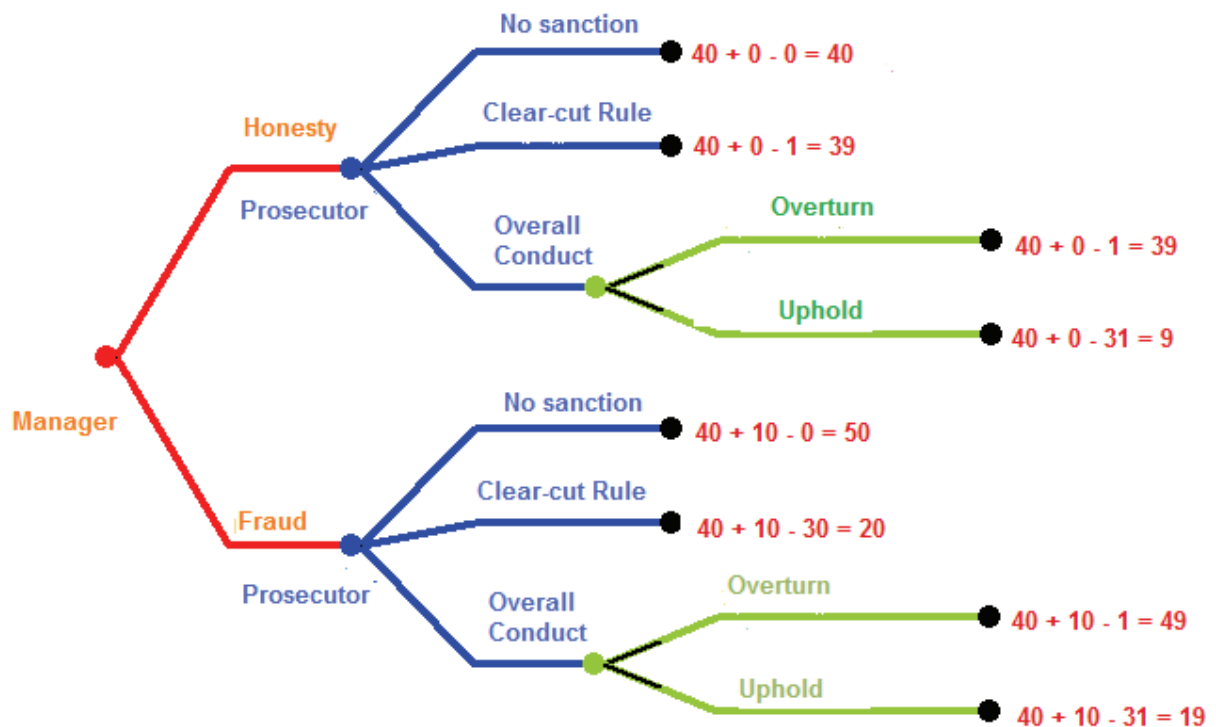 No sanction
40 + 0 - 0 = 40
Clear-cut Rule
Honesty
40 + 0 - 1 = 39
Prosecutor
Overturn
Overall
Conduct
40 + 0 - 1 = 39
Uphold
40 + 0 - 31 = 9
Manager
No sanction
40 + 10 - 0 = 50
Clear-cut Rule
Fraud
40 + 10 - 30 = 20
Prosecutor
Overturn
Overall
Conduct
40 + 10 - 1 = 49
Uphold
40 + 10 - 31 = 19